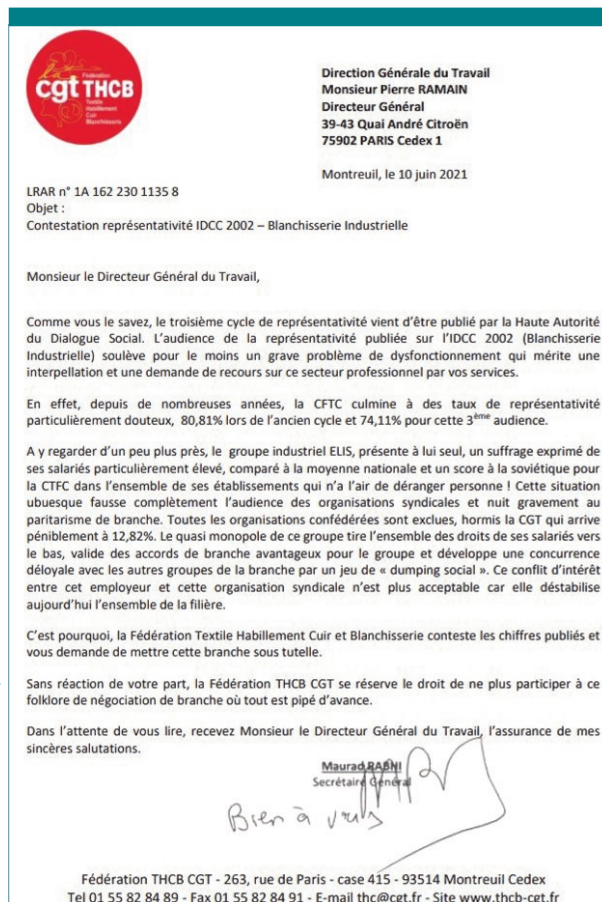 la
Fédération
cgt THCB
Textile
Habillement
Cuir
Blanchisserie
Direction Générale du Travail
Monsieur Pierre RAMAIN
Directeur Général
39-43 Quai André Citroën
75902 PARIS Cedex 1
Montreuil, le 10 juin 2021
LRAR n° 1A 162 230 1135 8
Objet :
Contestation représentativité IDCC 2002 – Blanchisserie Industrielle
Monsieur le Directeur Général du Travail,
Comme vous le savez, le troisième cycle de représentativité vient d'être publié par la Haute Autorité
du Dialogue Social. L'audience de la représentativité publiée sur l'IDCC 2002 (Blanchisserie
Industrielle) soulève pour le moins un grave problème de dysfonctionnement qui mérite une
interpellation et une demande de recours sur ce secteur professionnel par vos services.
En effet, depuis de nombreuses années, la CFTC culmine à des taux de représentativité
particulièrement douteux, 80,81% lors de l'ancien cycle et 74,11% pour cette 3ème audience.
A y regarder d'un peu plus près, le groupe industriel ELIS, présente à lui seul, un suffrage exprimé de
ses salariés particulièrement élevé, comparé à la moyenne nationale et un score à la soviétique pour
la CTFC dans l'ensemble de ses établissements qui n'a l'air de déranger personne ! Cette situation
ubuesque fausse complètement l'audience des organisations syndicales et nuit gravement au
paritarisme de branche. Toutes les organisations confédérées sont exclues, hormis la CGT qui arrive
péniblement à 12,82%. Le quasi monopole de ce groupe tire l'ensemble des droits de ses salariés vers
le bas, valide des accords de branche avantageux pour le groupe et développe une concurrence
déloyale avec les autres groupes de la branche par un jeu de « dumping social ». Ce conflit d'intérêt
entre cet employeur et cette organisation syndicale n'est plus acceptable car elle déstabilise
aujourd'hui l'ensemble de la filière.
C'est pourquoi, la Fédération Textile Habillement Cuir et Blanchisserie conteste les chiffres publiés et
vous demande de mettre cette branche sous tutelle.
Sans réaction de votre part, la Fédération THCB CGT se réserve le droit de ne plus participer à ce
folklore de négociation de branche où tout est pipé d'avance.
Dans l'attente de vous lire, recevez Monsieur le Directeur Général du Travail, l'assurance de mes
sincères salutations.
Maurad RABHI
Secrétaire Général
Bien à vous
Fédération THCB CGT - 263, rue de Paris - case 415 - 93514 Montreuil Cedex
Tel 01 55 82 84 89 - Fax 01 55 82 84 91 - E-mail thc@cgt.fr - Site www.thcb-cgt.fr